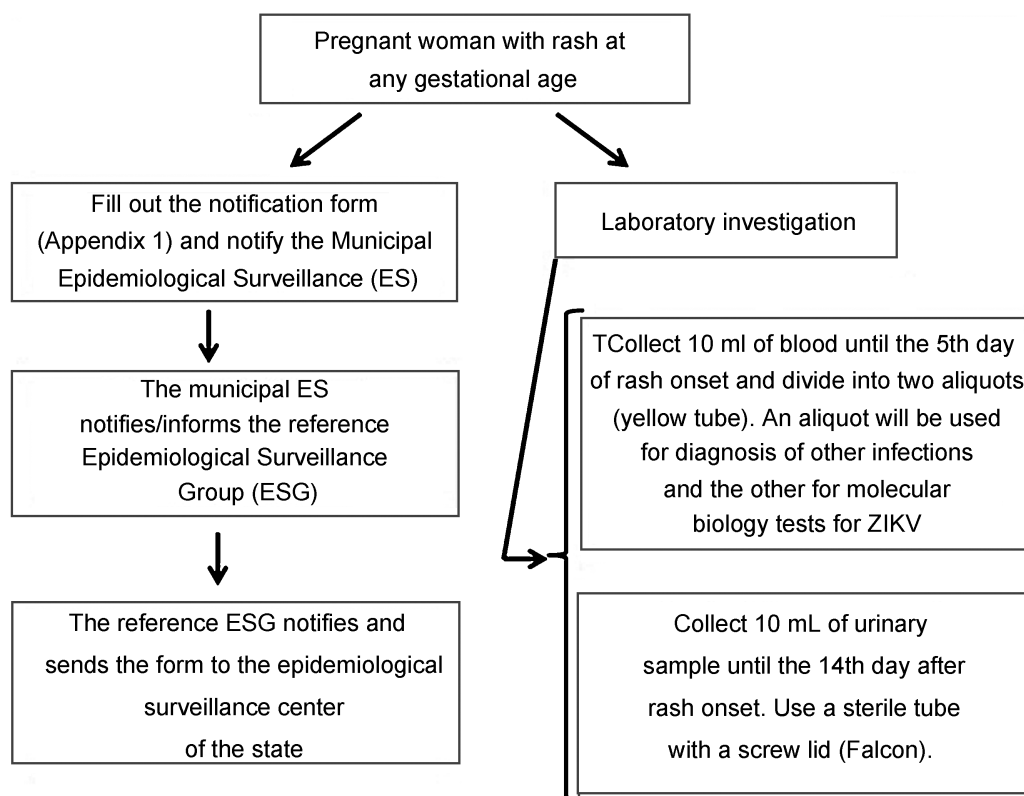 Pregnant woman with rash at
any gestational age
Fill out the notification form
(Appendix 1) and notify the Municipal
Epidemiological Surveillance (ES)
The municipal ES
notifies/informs the reference
Epidemiological Surveillance
Group (ESG)
The reference ESG notifies and
sends the form to the epidemiological
surveillance center
of the state
Laboratory investigation
TCollect 10 ml of blood until the 5th day
of rash onset and divide into two aliquots
(yellow tube). An aliquot will be used
for diagnosis of other infections
and the other for molecular
biology tests for ZIKV
Collect 10 mL of urinary
sample until the 14th day after
rash onset. Use a sterile tube
with a screw lid (Falcon).